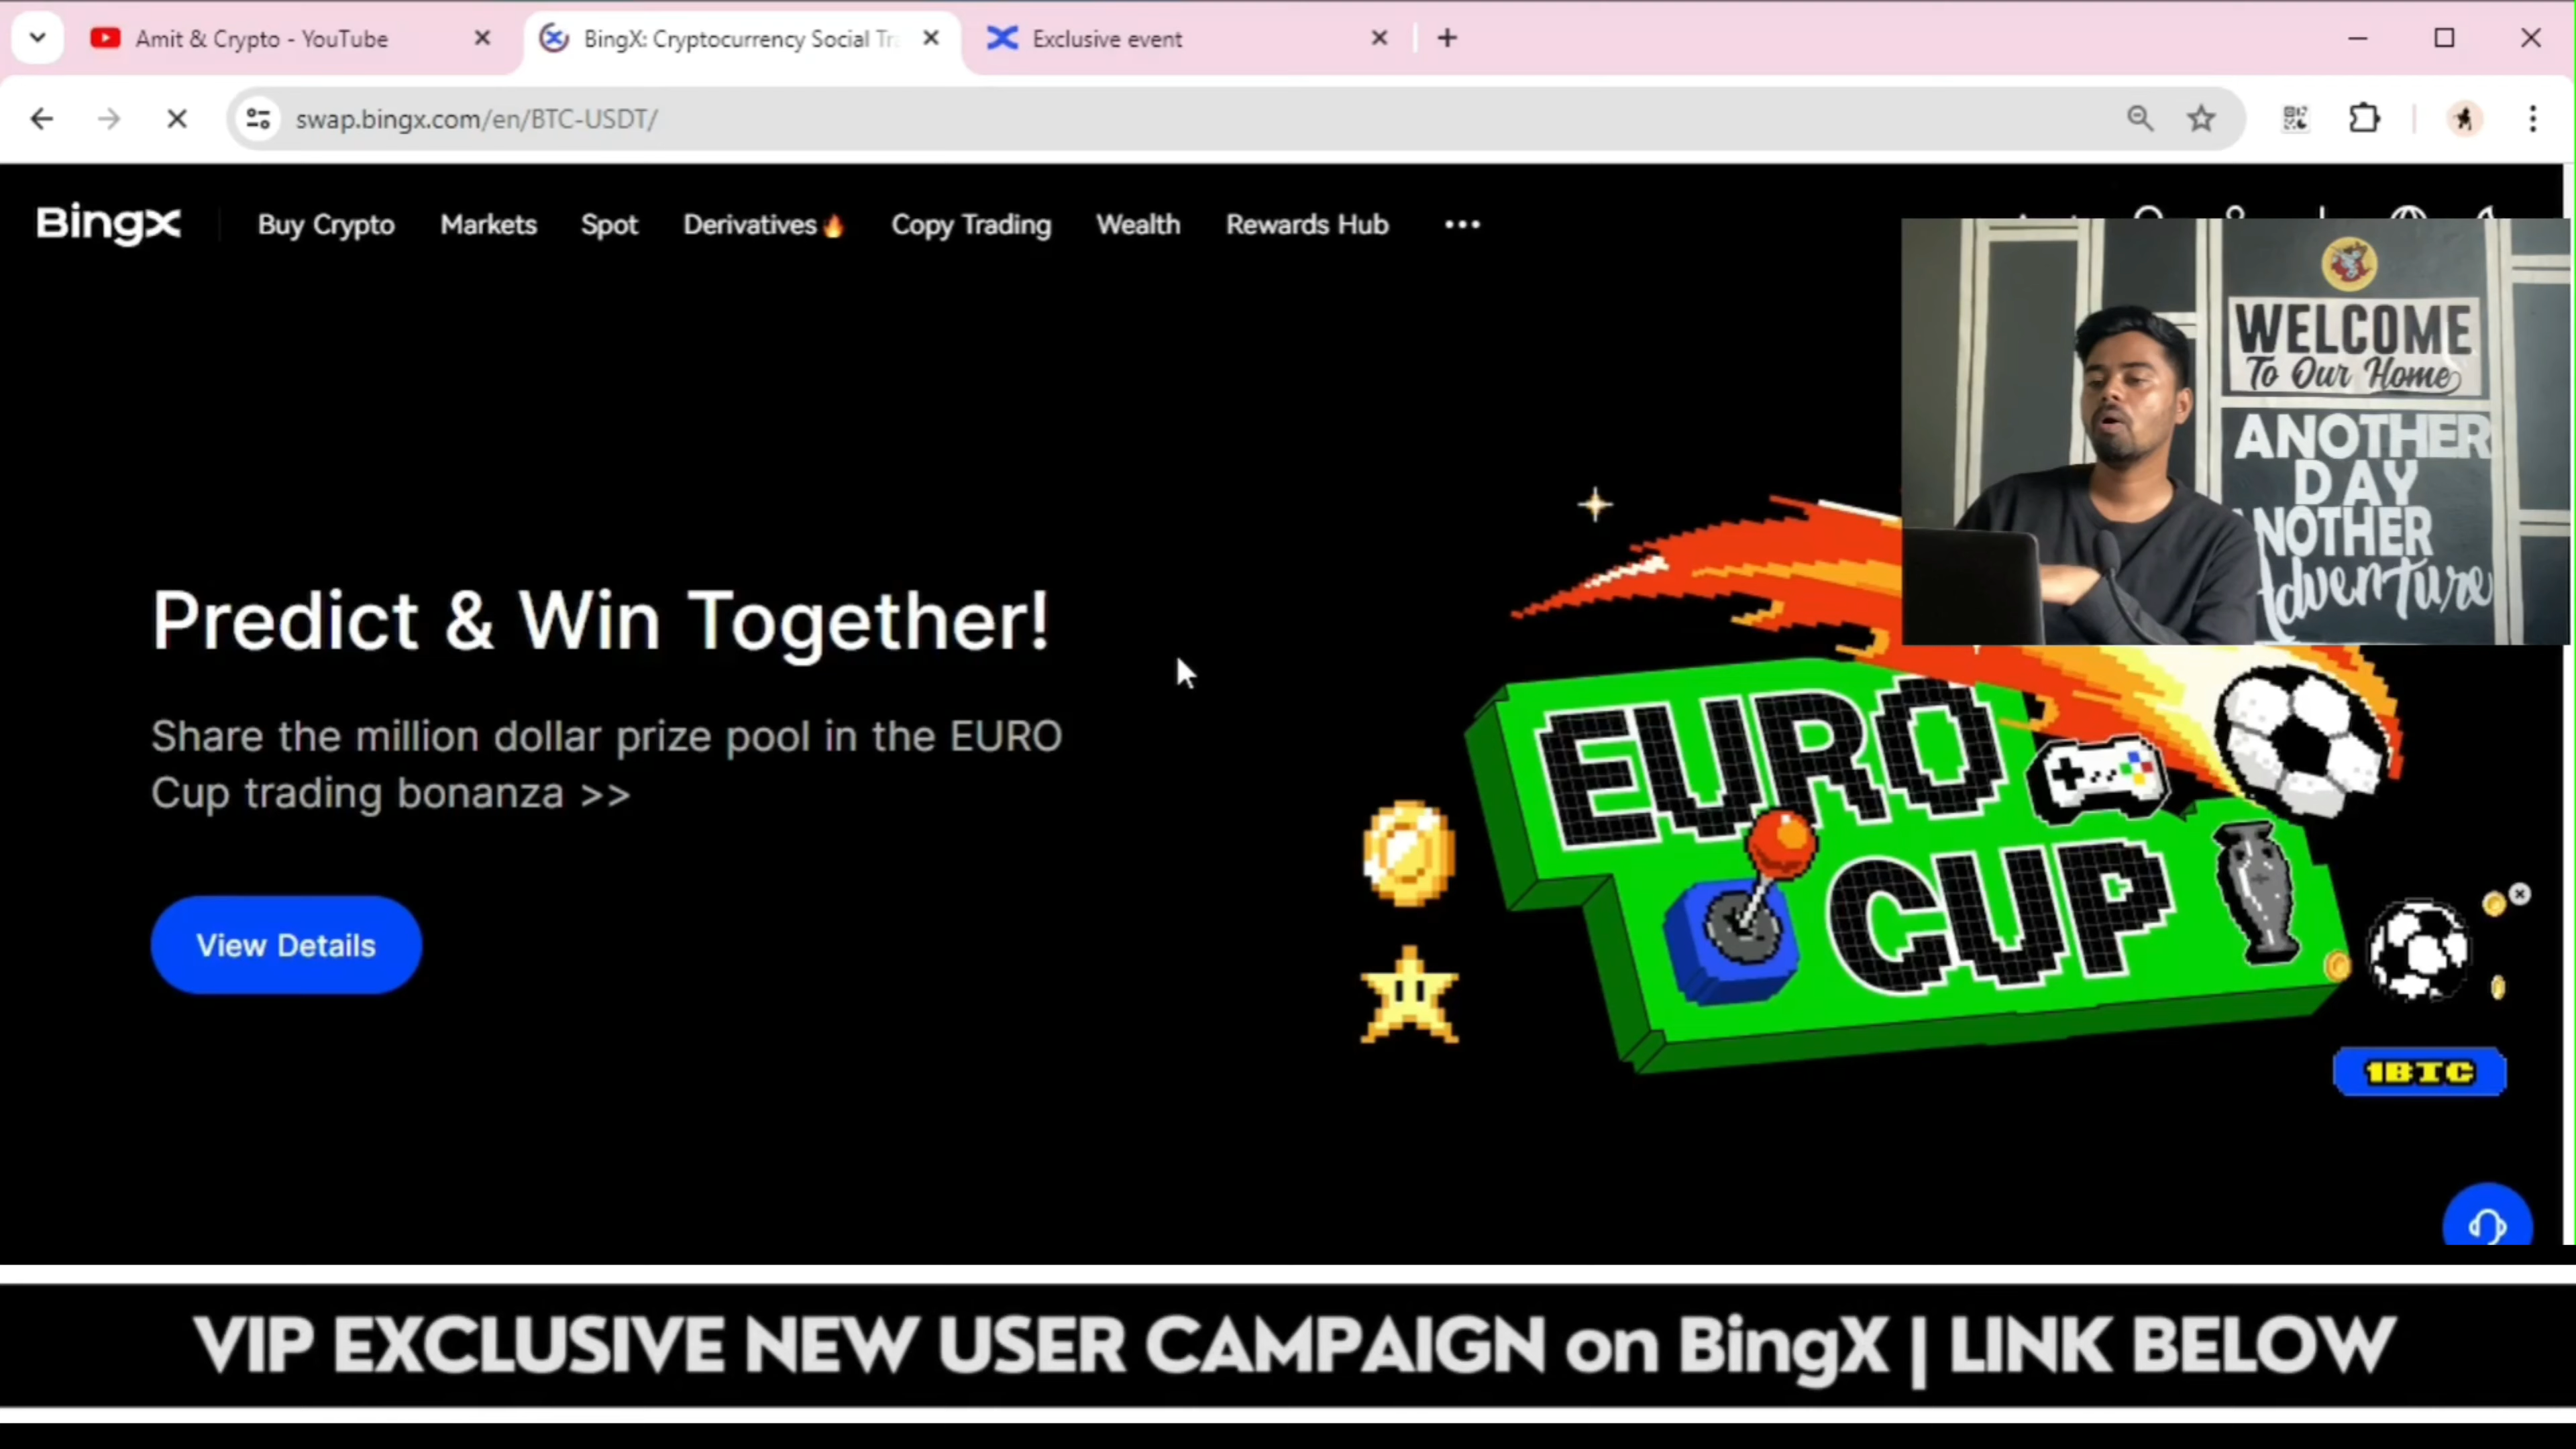 Amit & Crypto - YouTube
BingX: Cryptocurrency Social Tr
Exclusive event
swap.bingx.com/en/BTC-USDT/
BingX
Buy Crypto
Markets
Spot
Derivatives🔥
Copy Trading
Wealth
Rewards Hub
WELCOME
To Our Home
ANOTHER
DAY
ANOTHER
Adventure
Predict & Win Together!
Share the million dollar prize pool in the EURO
Cup trading bonanza >>
View Details
EURO
CUP
1BTC
VIP EXCLUSIVE NEW USER CAMPAIGN on BingX | LINK BELOW